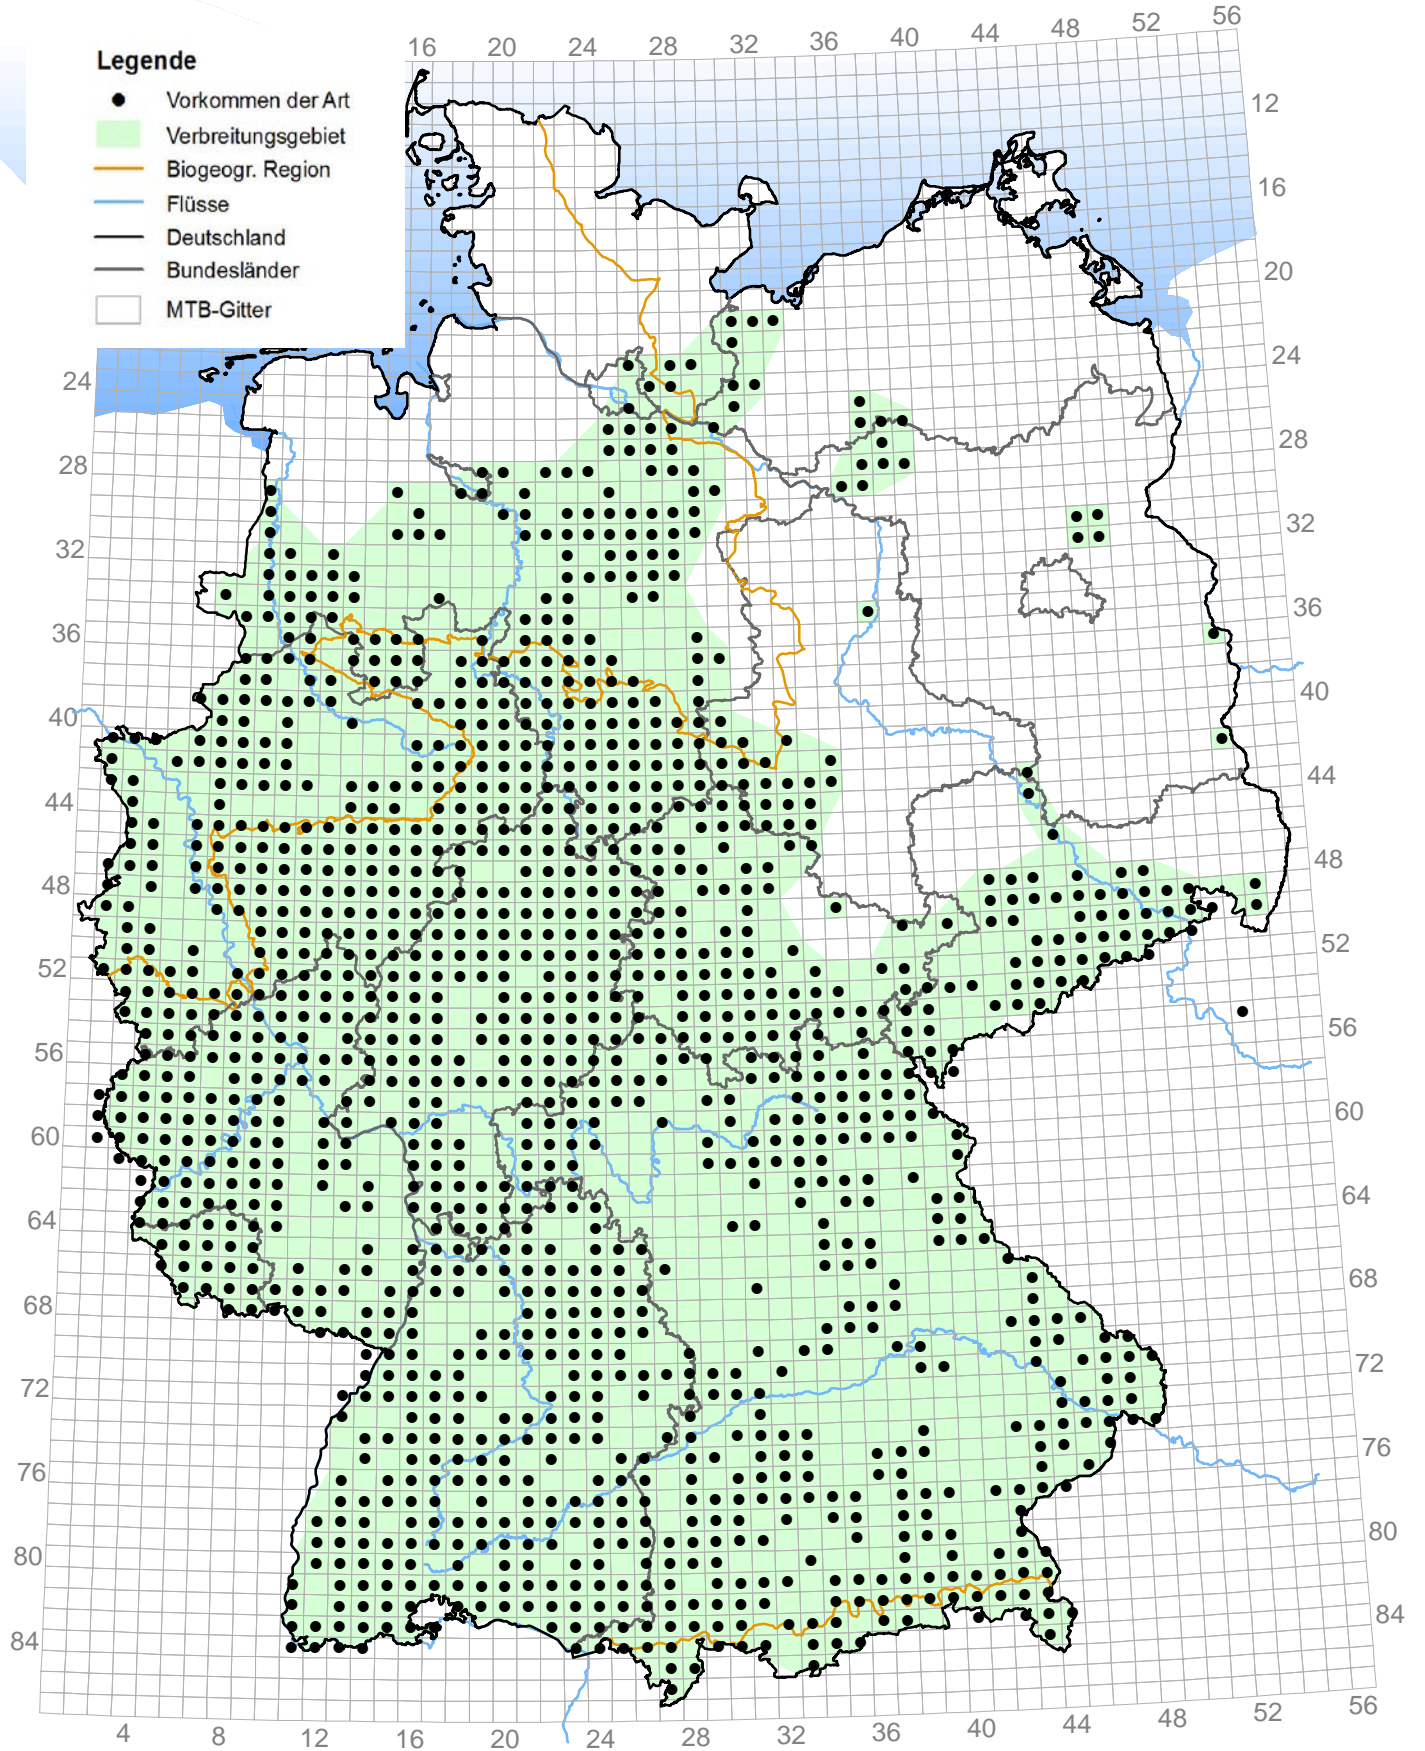 Legende
Vorkommen der Art
Verbreitungsgebiet
Biogeogr. Region
Flüsse
Deutschland
Bundesländer
MTB-Gitter
16 20 24 28 32 36 40 44 48 52 56
12
16
20
24 24
28 28
32 32
36 36
40 40
44 44
48 48
52 52
56 56
60 60
64 64
68 68
72 72
76 76
80 80
84 84
4 8 12 16 20 24 28 32 36 40 44 48 52 56